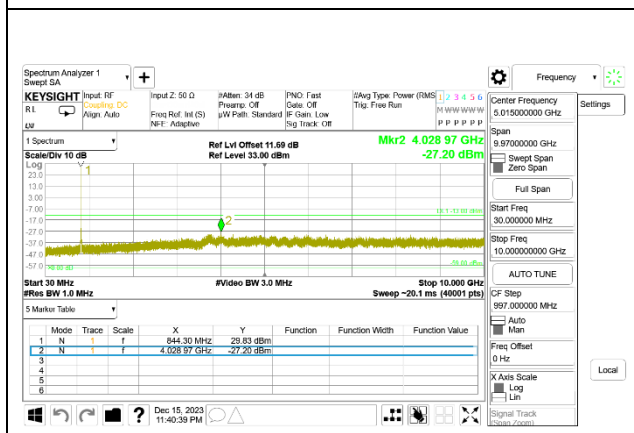 Spectrum Analyzer 1
Swept SA
+
Frequency
KEYSIGHT
RL
Input: RF
Coupling: DC
Align: Auto
Input Z: 50 Ω
Freq Ref: Int (S)
NFE: Adaptive
#Atten: 34 dB
Preamp: Off
µW Path: Standard
PNO: Fast
Gate: Off
IF Gain: Low
Sig Track: Off
#Avg Type: Power (RMS
Trig: Free Run
1 2 3 4 5 6
M W W W W W
P P P P P P
Center Frequency
5.015000000 GHz
Settings
Span
9.97000000 GHz
Swept Span
Zero Span
Full Span
Start Freq
30.000000 MHz
Stop Freq
10.00000000 GHz
AUTO TUNE
CF Step
997.000000 MHz
Auto
Man
Freq Offset
0 Hz
X Axis Scale
Log
Lin
Local
Signal Track
(Span Zoom)
1 Spectrum
Scale/Div 10 dB
Ref Lvl Offset 11.69 dB
Ref Level 33.00 dBm
Mkr2 4.028 97 GHz
-27.20 dBm
Log
23.0
13.0
3.00
-7.00
-17.0
-27.0
-37.0
-47.0
-57.0
1
2
Start 30 MHz
#Res BW 1.0 MHz
#Video BW 3.0 MHz
Stop 10.000 GHz
Sweep ~20.1 ms (40001 pts)
5 Marker Table
Mode Trace Scale X Y Function Function Width Function Value
1 N 1 f 844.30 MHz 29.83 dBm
2 N 1 f 4.028 97 GHz -27.20 dBm
3
4
5
6
? Dec 15, 2023
11:40:39 PM